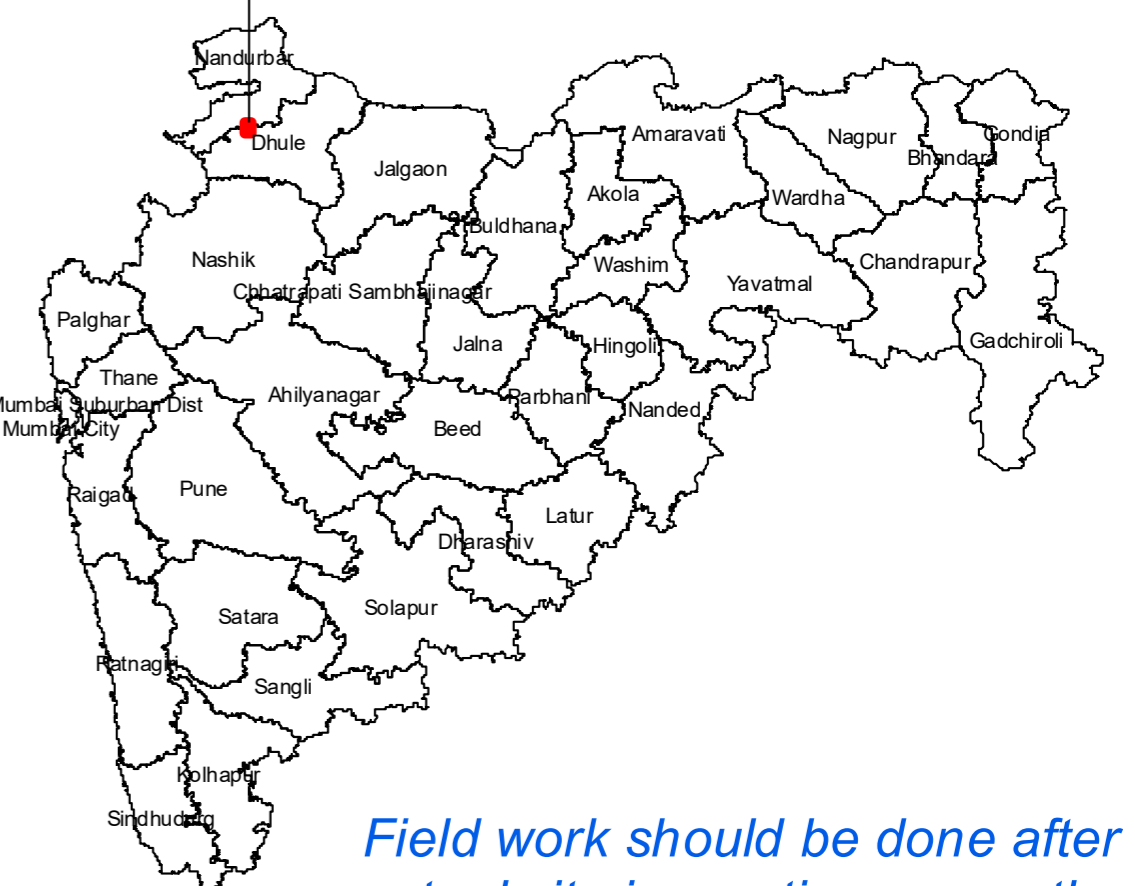 Nandurbar
Dhule
Jalgaon
Amaravati
Nagpur
Gondia
Bhandara
Akola
Wardha
Buldhana
Nashik
Washim
Chandrapur
Yavatmal
Chhatrapati Sambhajinagar
Palghar
Jalna
Hingoli
Gadchiroli
Thane
Ahilyanagar
Parbhani
Mumbai Suburban Dist
Nanded
Mumbai City
Beed
Raigad
Pune
Latur
Dharashiv
Solapur
Satara
Ratnagiri
Sangli
Kolhapur
Sindhudurg
Field work should be done after